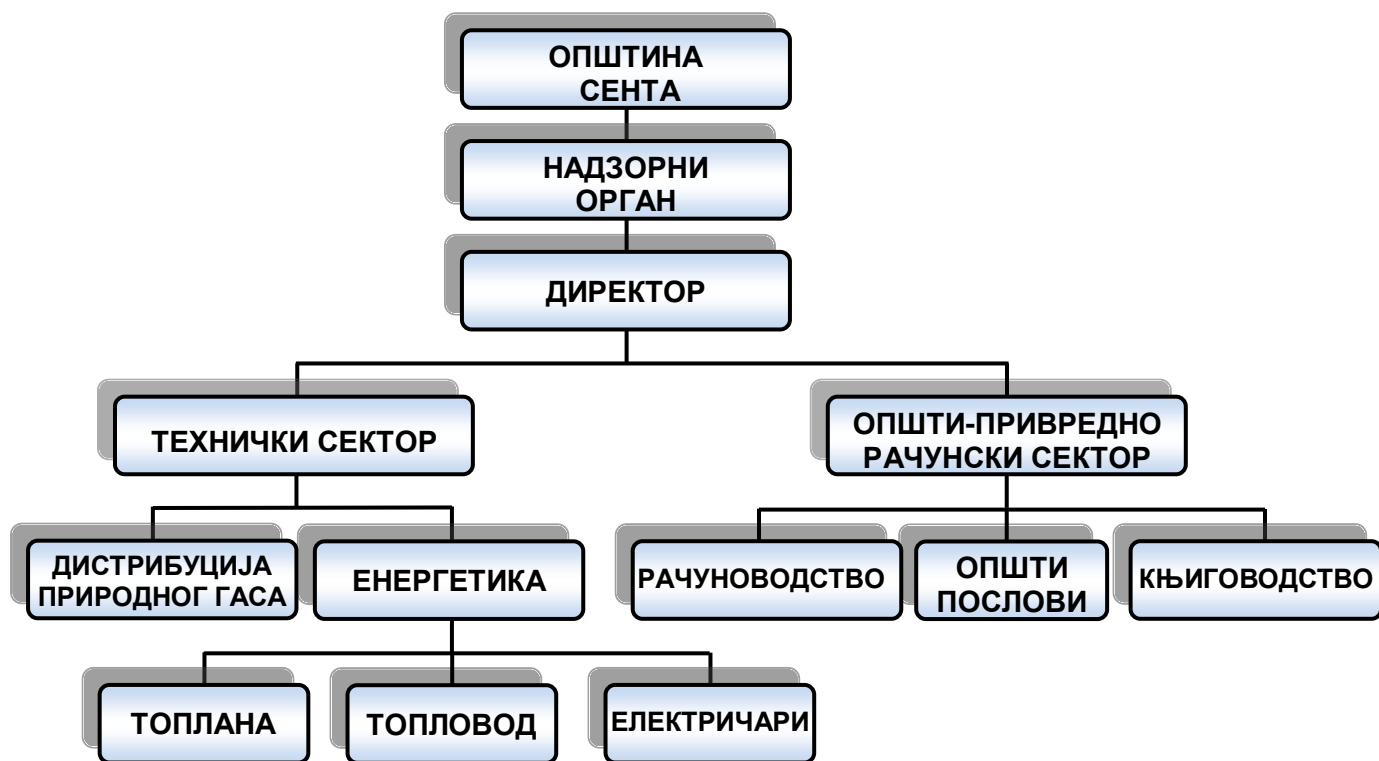 ОПШТИНА
СЕНТА
НАДЗОРНИ
ОРГАН
ДИРЕКТОР
ТЕХНИЧКИ СЕКТОР
ОПШТИ-ПРИВРЕДНО
РАЧУНСКИ СЕКТОР
ДИСТРИБУЦИЈА
ПРИРОДНОГ ГАСА
ЕНЕРГЕТИКА
РАЧУНОВОДСТВО
ОПШТИ
ПОСЛОВИ
КЊИГОВОДСТВО
ТОПЛАНА
ТОПЛОВОД
ЕЛЕКТРИЧАРИ